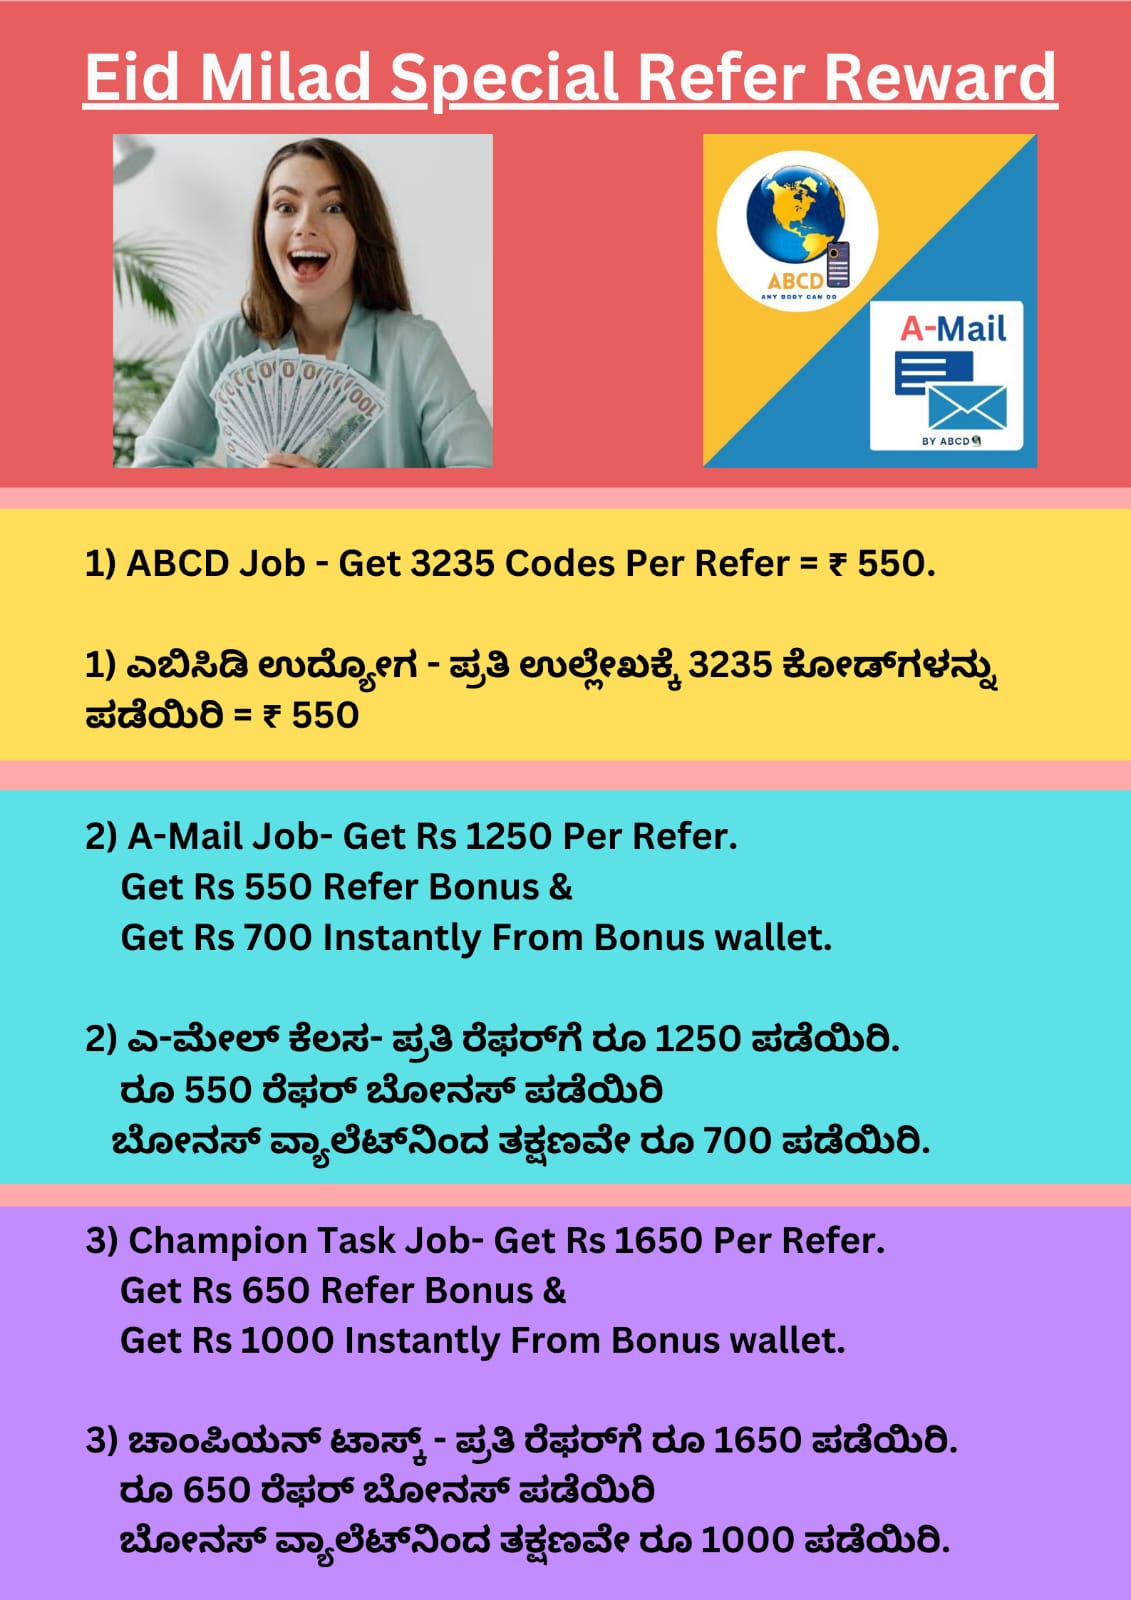 Eid Milad Special Refer Reward
ABCD
ANY BODY CAN DO
A-Mail
BY ABCD
1) ABCD Job - Get 3235 Codes Per Refer = ₹ 550.
1) ಎಬಿಸಿಡಿ ಉದ್ಯೋಗ - ಪ್ರತಿ ಉಲ್ಲೇಖಕ್ಕೆ 3235 ಕೋಡ್‌ಗಳನ್ನು
ಪಡೆಯಿರಿ = ₹ 550
2) A-Mail Job- Get Rs 1250 Per Refer.
Get Rs 550 Refer Bonus &
Get Rs 700 Instantly From Bonus wallet.
2) ಎ-ಮೇಲ್ ಕೆಲಸ- ಪ್ರತಿ ರೆಫರ್‌ಗೆ ರೂ 1250 ಪಡೆಯಿರಿ.
ರೂ 550 ರೆಫರ್ ಬೋನಸ್ ಪಡೆಯಿರಿ
ಬೋನಸ್ ವ್ಯಾಲೆಟ್‌ನಿಂದ ತಕ್ಷಣವೇ ರೂ 700 ಪಡೆಯಿರಿ.
3) Champion Task Job- Get Rs 1650 Per Refer.
Get Rs 650 Refer Bonus &
Get Rs 1000 Instantly From Bonus wallet.
3) ಚಾಂಪಿಯನ್ ಟಾಸ್ಕ್ - ಪ್ರತಿ ರೆಫರ್‌ಗೆ ರೂ 1650 ಪಡೆಯಿರಿ.
ರೂ 650 ರೆಫರ್ ಬೋನಸ್ ಪಡೆಯಿರಿ
ಬೋನಸ್ ವ್ಯಾಲೆಟ್‌ನಿಂದ ತಕ್ಷಣವೇ ರೂ 1000 ಪಡೆಯಿರಿ.